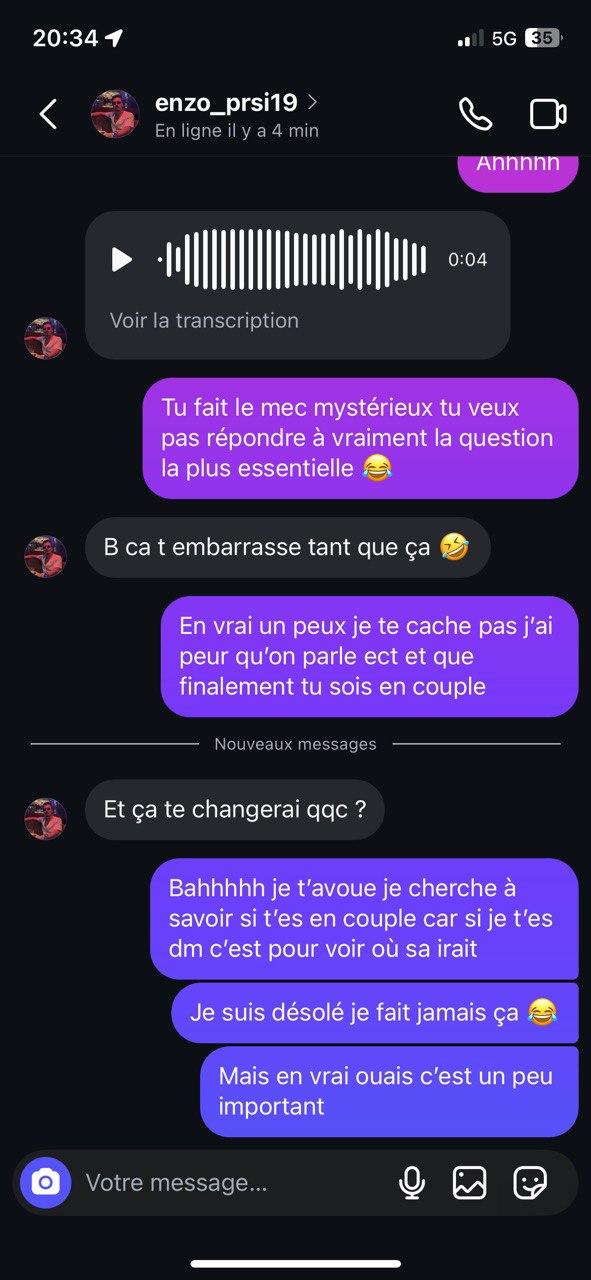 20:34
5G
35
enzo_prsi19
En ligne il y a 4 min
Ahhhhh
0:04
Voir la transcription
Tu fait le mec mystérieux tu veux
pas répondre à vraiment la question
la plus essentielle 😂
B ca t embarrasse tant que ça 🤣
En vrai un peux je te cache pas j'ai
peur qu'on parle ect et que
finalement tu sois en couple
Nouveaux messages
Et ça te changerai qqc ?
Bahhhhh je t'avoue je cherche à
savoir si t'es en couple car si je t'es
dm c'est pour voir où sa irait
Je suis désolé je fait jamais ça 😂
Mais en vrai ouais c'est un peu
important
Votre message...